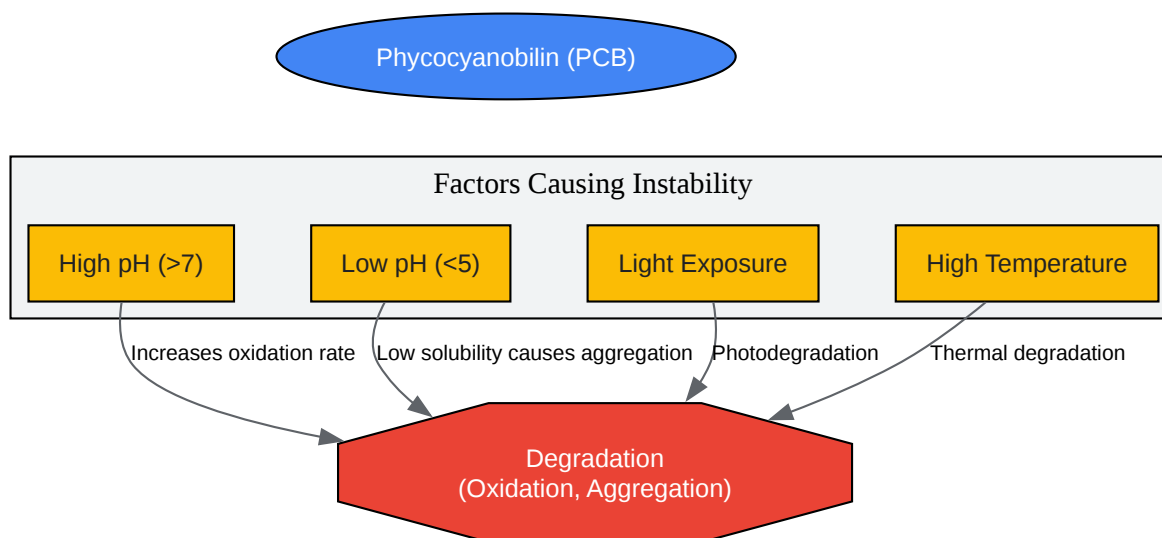 Phycocyanobilin (PCB)
Factors Causing Instability
High pH (>7)
Low pH (<5)
Light Exposure
High Temperature
Increases oxidation rate
Low solubility causes aggregation
Photodegradation
Thermal degradation
Degradation
(Oxidation, Aggregation)